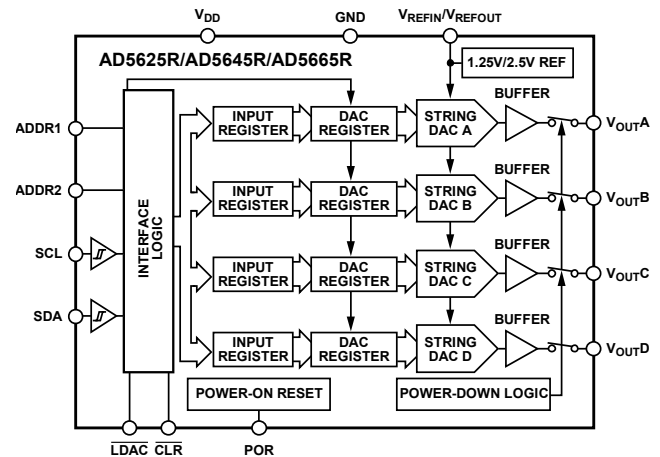 VDD
GND
VREFIN/VREFOUT
AD5625R/AD5645R/AD5665R
1.25V/2.5V REF
BUFFER
ADDR1
INPUT
REGISTER
DAC
REGISTER
STRING
DAC A
VOUTA
ADDR2
INTERFACE
LOGIC
INPUT
REGISTER
DAC
REGISTER
STRING
DAC B
BUFFER
VOUTB
SCL
INPUT
REGISTER
DAC
REGISTER
STRING
DAC C
BUFFER
VOUTC
SDA
INPUT
REGISTER
DAC
REGISTER
STRING
DAC D
BUFFER
VOUTD
POWER-ON RESET
POWER-DOWN LOGIC
LDAC
CLR
POR